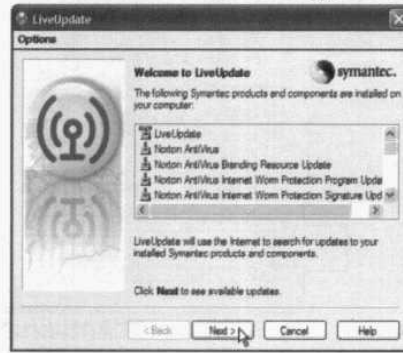 LiveUpdate
Options
Welcome to LiveUpdate
symantec.
The following Symantec products and components are installed on
your computer:
LiveUpdate
Norton AntiVirus
Norton AntiVirus Branding Resource Update
Norton AntiVirus Internet Worm Protection Program Upda
Norton AntiVirus Internet Worm Protection Signature Upd
LiveUpdate will use the Internet to search for updates to your
installed Symantec products and components.
Click Next to see available updates.
< Back Next > Cancel Help